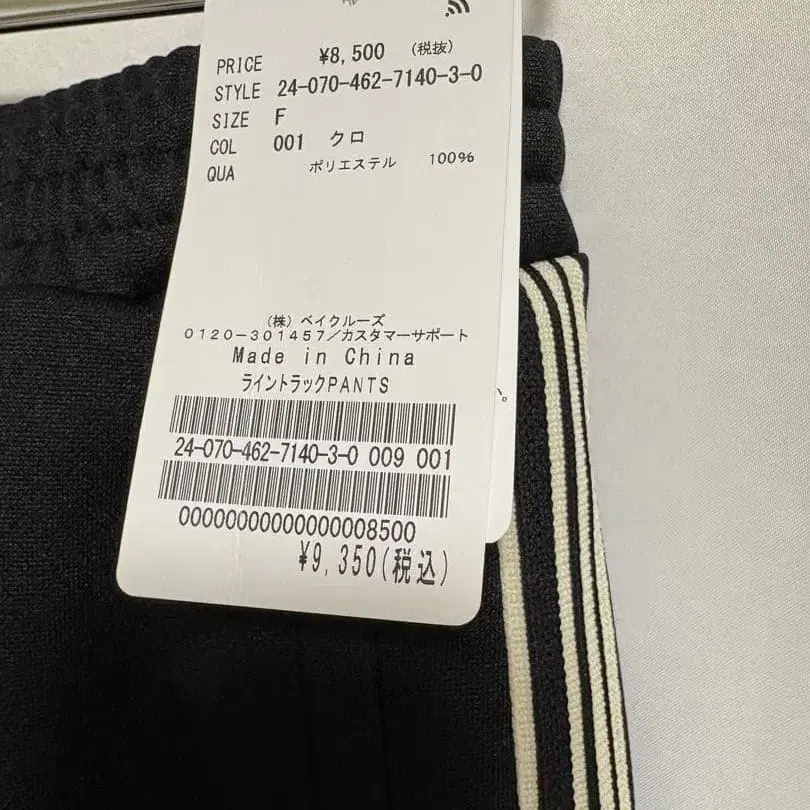 PRICE ¥8,500 (税抜)
STYLE 24-070-462-7140-3-0
SIZE F
COL 001 クロ
QUA ポリエステル 100%
(株) ベイクルーズ
0120-301457/カスタマーサポート
Made in China
ライントラックPANTS
24-070-462-7140-3-0 009 001
00000000000000008500
¥9,350(税込)
い。